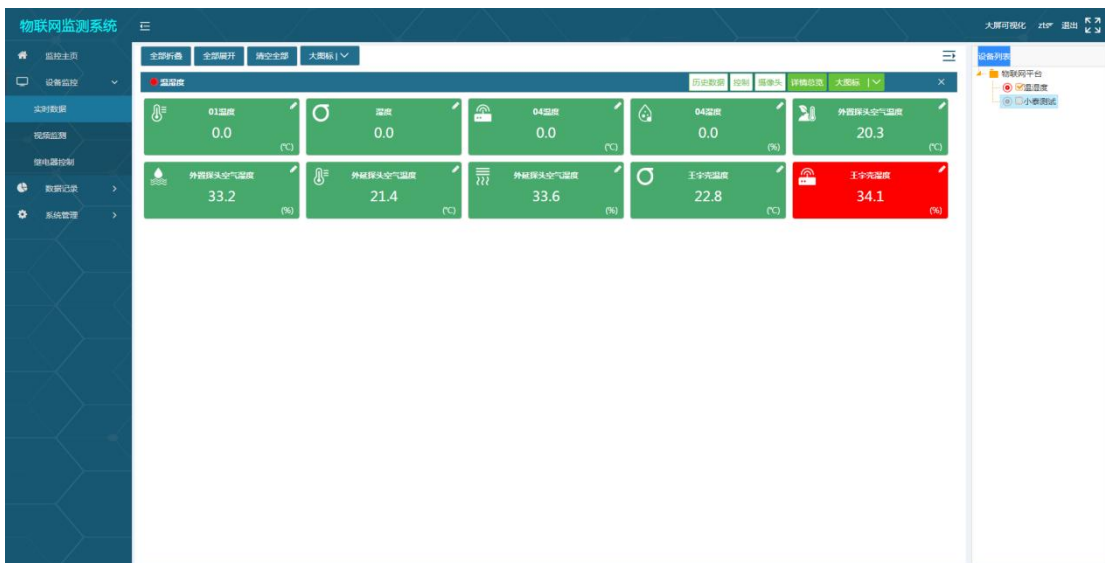 物联网监测系统
大屏可视化 退出
监控主页
设备监控
实时数据
视频监测
继电器控制
数据记录
系统管理
全部折叠 全部展开 清空全部 大图标 | 设备列表
温湿度 历史数据 控制 摄像头 详情总览 大图标 | ×
物联网平台
温湿度
小泰测试
01温度 湿度 04温度 04湿度 外置探头空气温度
0.0 0.0 0.0 0.0 20.3
(℃) (℃) (%) (℃)
外置探头空气湿度 外破探头空气温度 外破探头空气湿度 王宇亮温度 王宇亮湿度
33.2 21.4 33.6 22.8 34.1
(%) (℃) (%) (℃) (%)